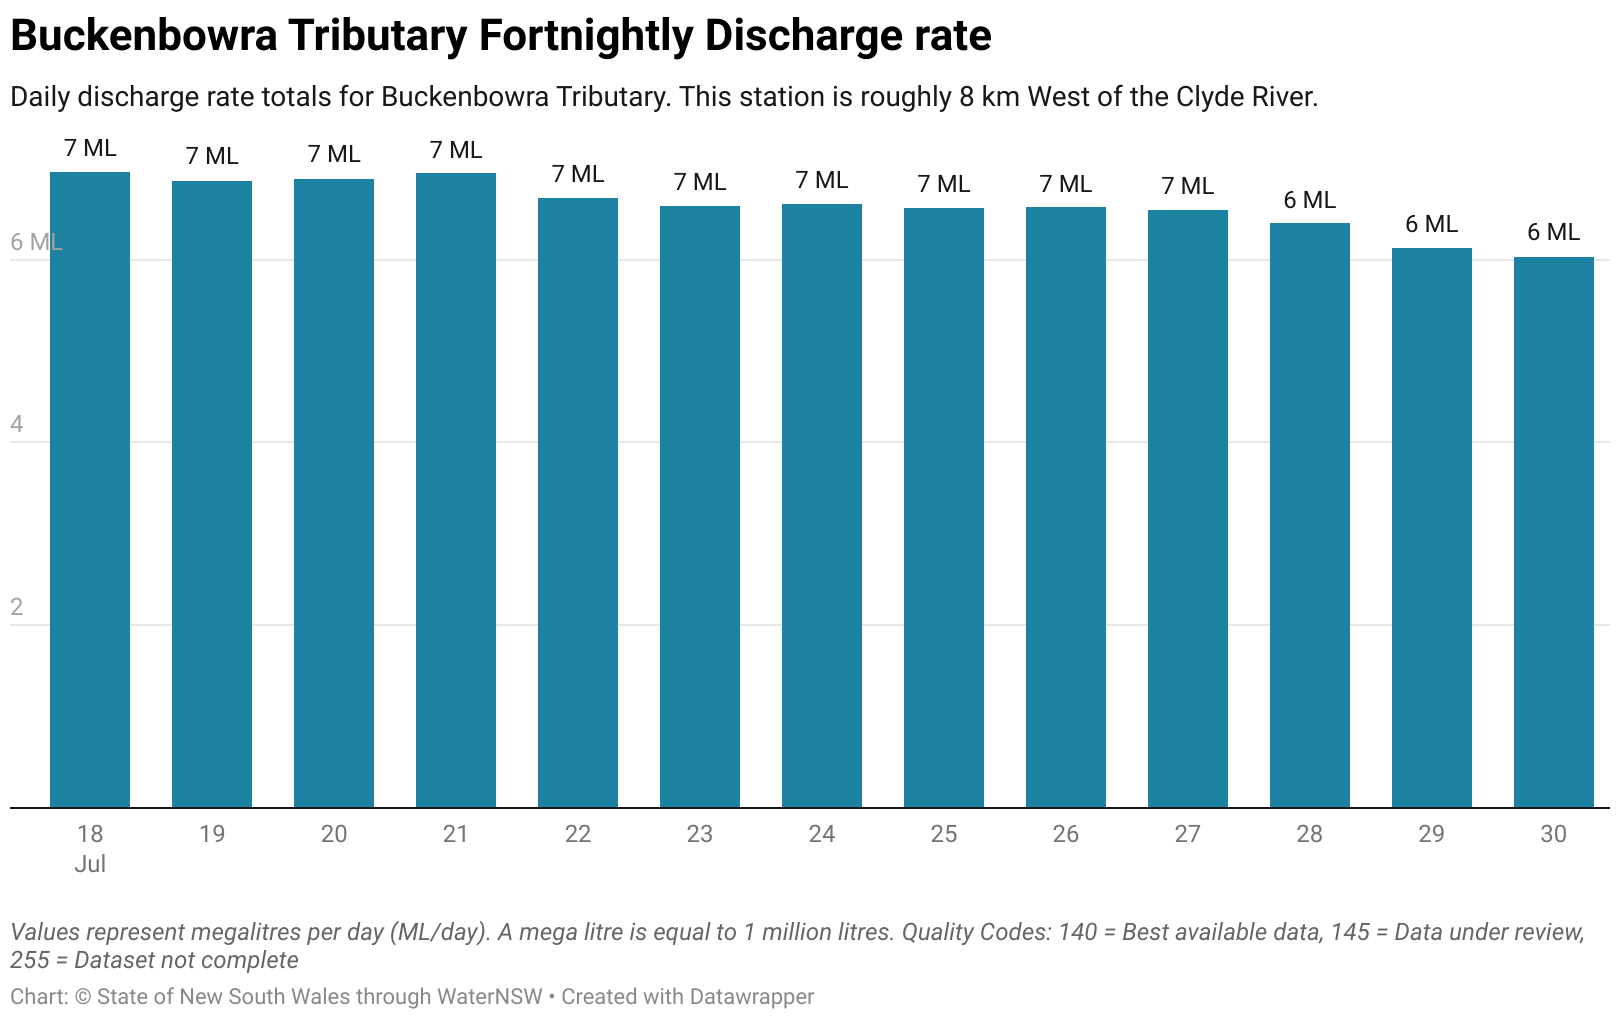 Buckenbowra Tributary Fortnightly Discharge rate
Daily discharge rate totals for Buckenbowra Tributary. This station is roughly 8 km West of the Clyde River.
7 ML 7 ML 7 ML 7 ML 7 ML 7 ML 7 ML 7 ML 7 ML 7 ML 6 ML 6 ML 6 ML
6 ML
4
2
18 19 20 21 22 23 24 25 26 27 28 29 30
Jul
Values represent megalitres per day (ML/day). A mega litre is equal to 1 million litres. Quality Codes: 140 = Best available data, 145 = Data under review,
255 = Dataset not complete
Chart: © State of New South Wales through WaterNSW • Created with Datawrapper